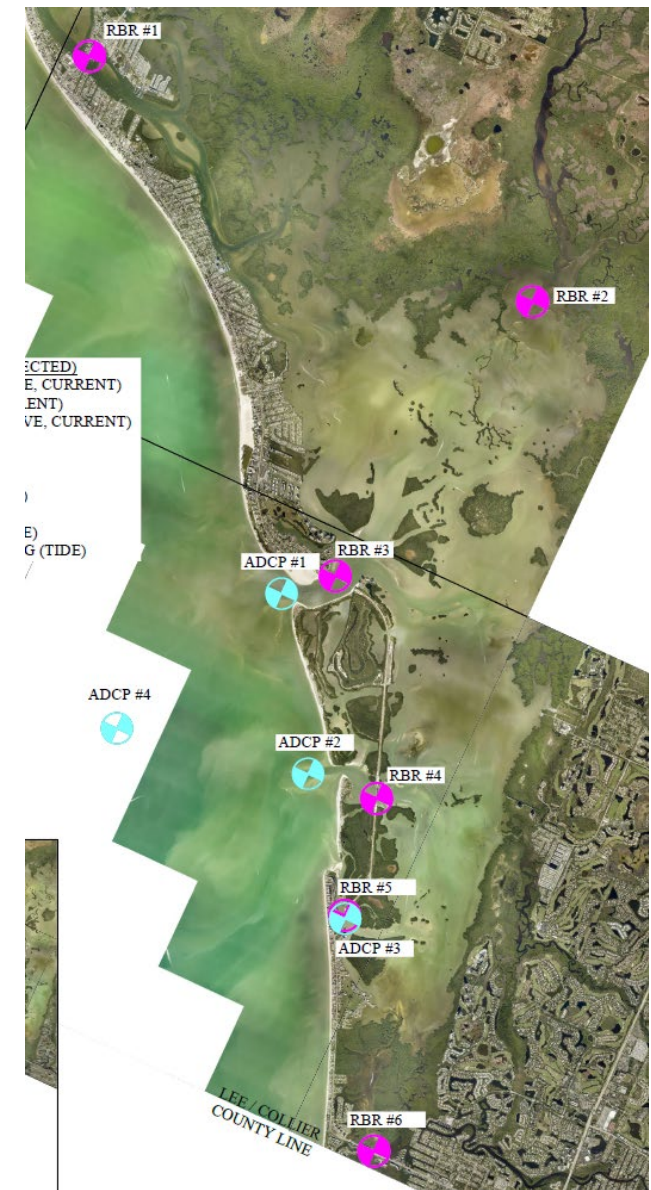 RBR #1
RBR #2
ECTED)
E, CURRENT)
ENT)
VE, CURRENT)
)
E)
G (TIDE)
RBR #3
ADCP #1
ADCP #4
ADCP #2
RBR #4
RBR #5
ADCP #3
LEE / COLLIER
COUNTY LINE
RBR #6